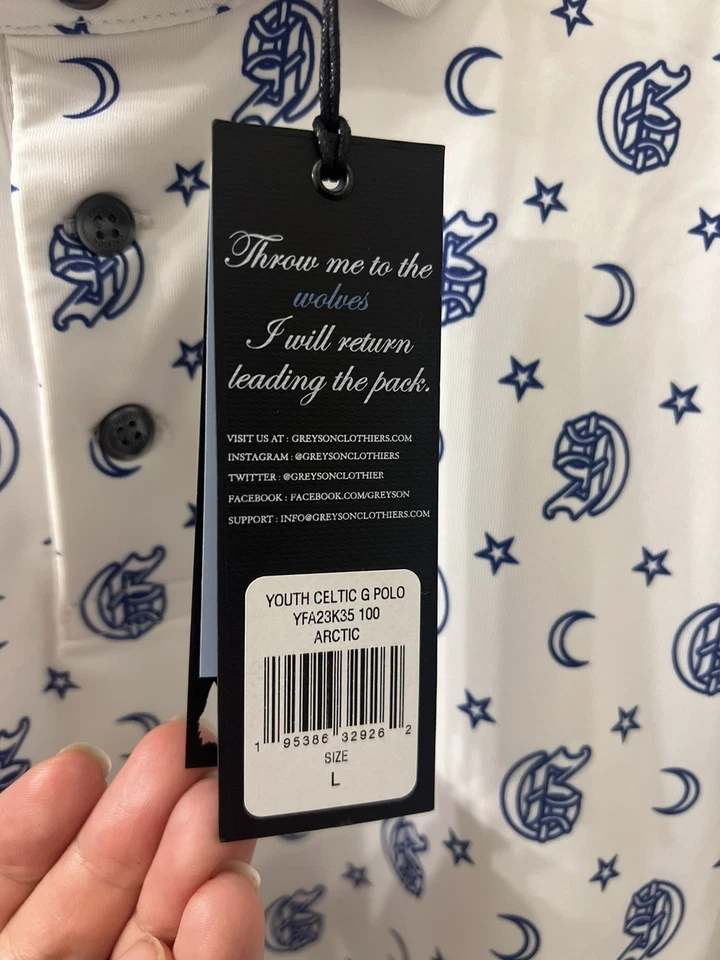 Throw me to the
wolves
I will return
leading the pack.
VISIT US AT : GREYSONCLOTHIERS.COM
INSTAGRAM : @GREYSONCLOTHIERS
TWITTER : @GREYSONCLOTHIER
FACEBOOK : FACEBOOK.COM/GREYSON
SUPPORT : INFO@GREYSONCLOTHIERS.COM
YOUTH CELTIC G POLO
YFA23K35 100
ARCTIC
1 95386 32926 2
SIZE
L